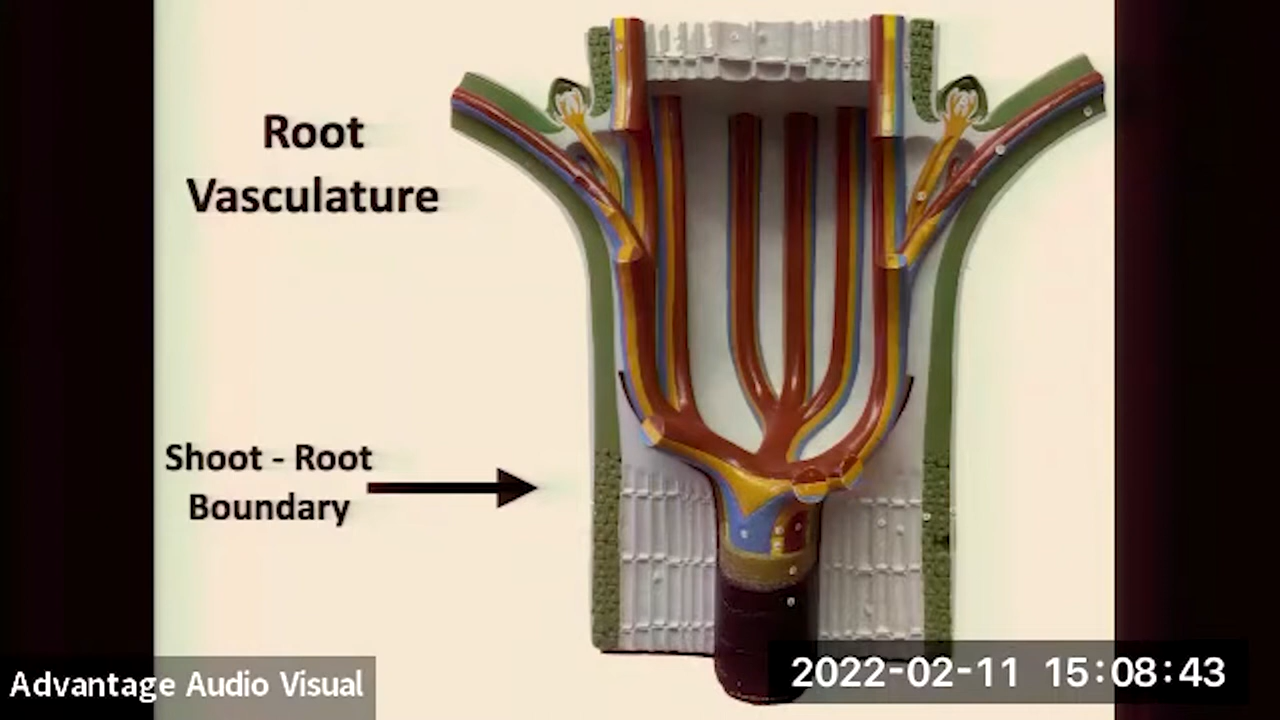 Root
Vasculature
Shoot - Root
Boundary
Advantage Audio Visual
2022-02-11 15:08:43